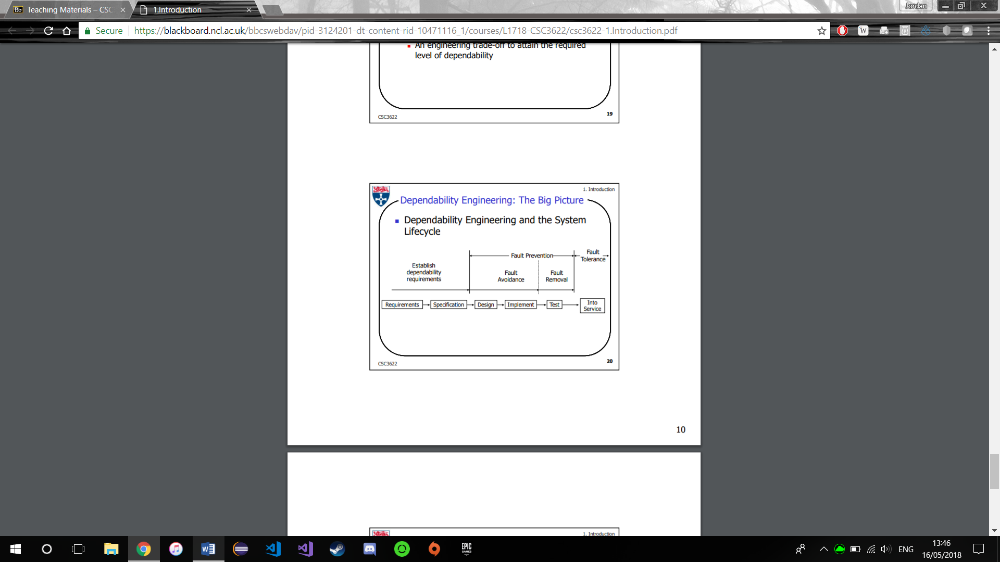 Bb Teaching Materials – CSC
1.Introduction
Jordan
Secure
https://blackboard.ncl.ac.uk/bbcswebdav/pid-3124201-dt-content-rid-10471116_1/courses/L1718-CSC3622/csc3622-1.Introduction.pdf
W
An engineering trade-off to attain the required
level of dependability
CSC3622
19
1. Introduction
Dependability Engineering: The Big Picture
Dependability Engineering and the System
Lifecycle
Fault Prevention
Fault
Tolerance
Establish
dependability
requirements
Fault
Avoidance
Fault
Removal
Requirements
Specification
Design
Implement
Test
Into
Service
CSC3622
20
10
1. Introduction
EPIC
GAMES
ENG
13:46
16/05/2018